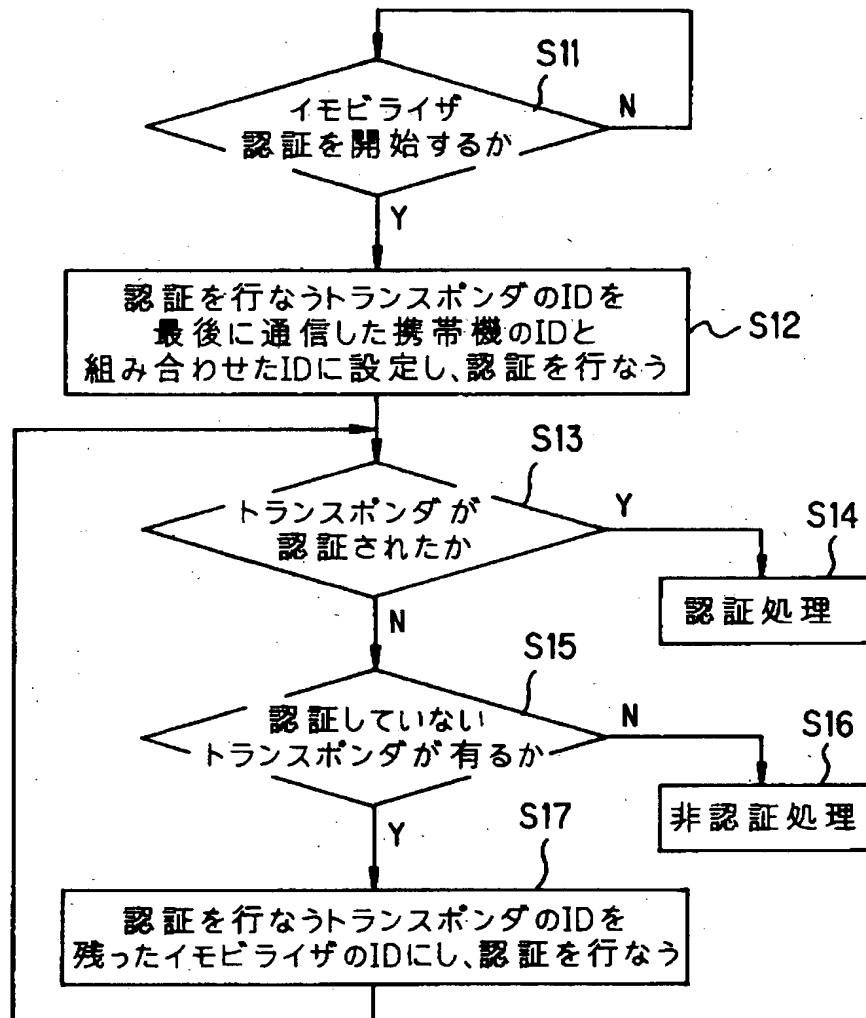 S11
イモビライザ
認証を開始するか
N
Y
認証を行なうトランスポンダのIDを
最後に通信した携帯機のIDと
組み合わせたIDに設定し、認証を行なう
S12
S13
トランスポンダが
認証されたか
Y
S14
認証処理
N
S15
認証していない
トランスポンダが有るか
N
S16
非認証処理
Y
S17
認証を行なうトランスポンダのIDを
残ったイモビライザのIDにし、認証を行なう